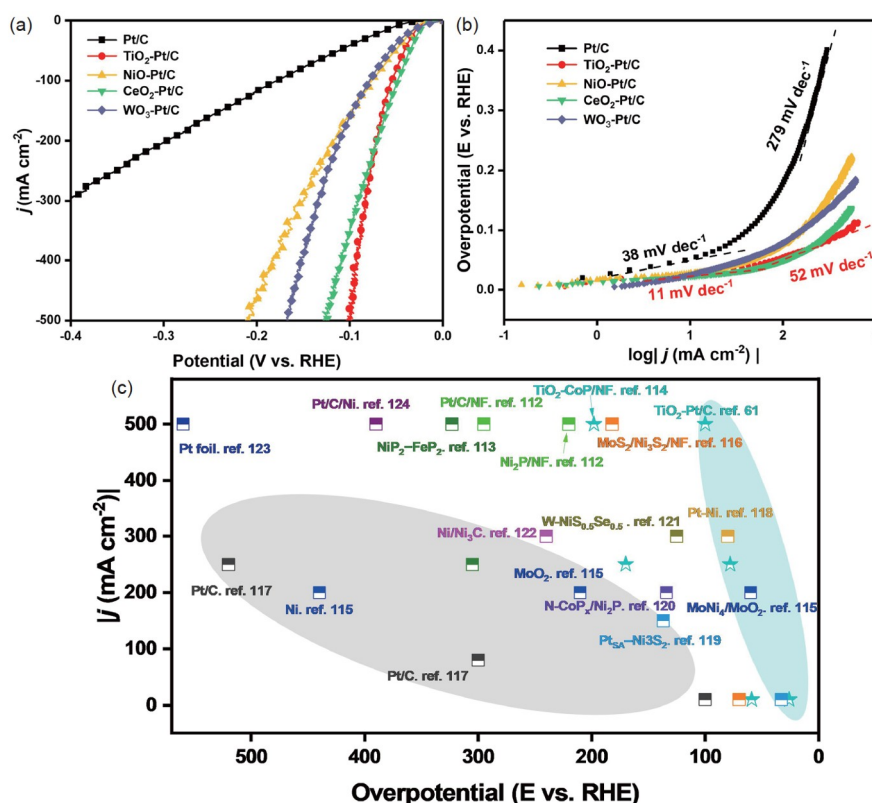 (a)
0
-100
-200
-300
-400
-500
j (mA cm⁻²)
Pt/C
TiO₂-Pt/C
NiO-Pt/C
CeO₂-Pt/C
WO₃-Pt/C
-0.4
-0.2
-0.1
0.0
Potential (V vs. RHE)
(b)
0.4
0.3
0.2
0.1
0.0
Overpotential (E vs. RHE)
Pt/C
TiO₂-Pt/C
NiO-Pt/C
CeO₂-Pt/C
WO₃-Pt/C
279 mV dec⁻¹
38 mV dec⁻¹
11 mV dec⁻¹
52 mV dec⁻¹
-1
0
1
2
3
log| j (mA cm⁻²) |
(c)
500
400
300
200
100
0
|j (mA cm⁻²)|
Pt/C/Ni. ref. 124
Pt/C/NF. ref. 112
TiO₂-CoP/NF. ref. 114
TiO₂-Pt/C. ref. 61
Pt foil. ref. 123
NiP₂–FeP₂. ref. 113
Ni₂P/NF. ref. 112
MoS₂/Ni₃S₂/NF. ref. 116
Ni/Ni₃C. ref. 122
W-NiS₀.₅Se₀.₅ . ref. 121
Pt-Ni. ref. 118
Pt/C. ref. 117
Ni. ref. 115
MoO₂. ref. 115
N-CoPₓ/Ni₂P. ref. 120
MoNi₄/MoO₂. ref. 115
Pt_SA–Ni3S₂. ref. 119
Pt/C. ref. 117
500
400
300
200
100
0
Overpotential (E vs. RHE)